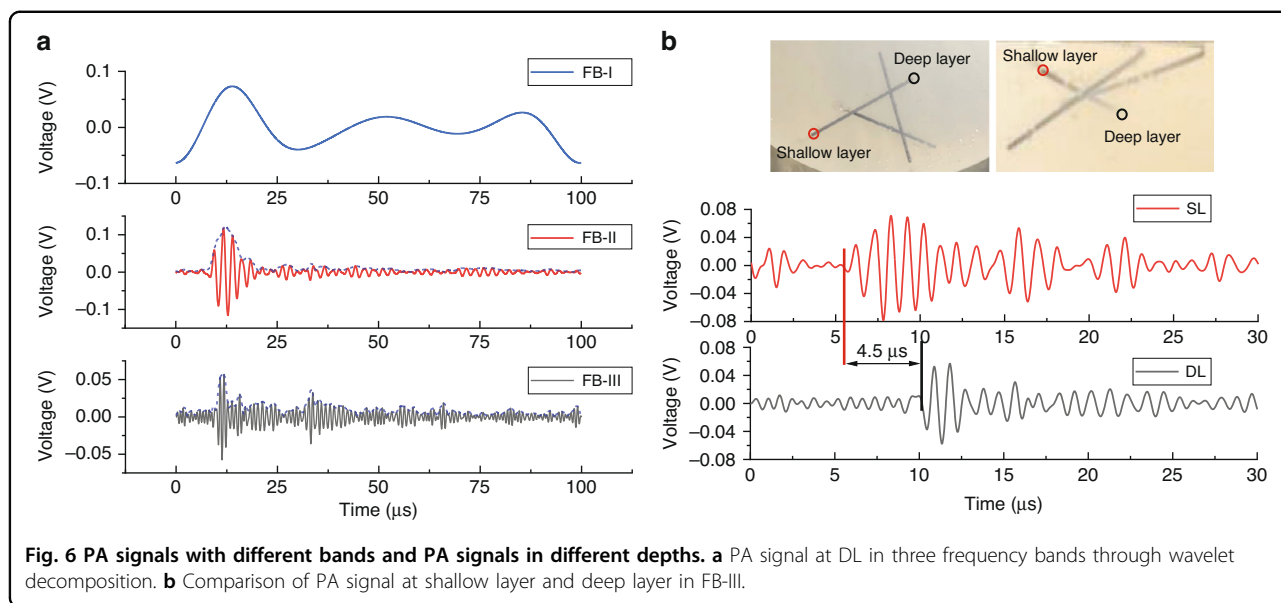 a
FB-I
0.1
0.0
–0.1
Voltage (V)
0 25 50 75 100
FB-II
0.1
0.0
–0.1
Voltage (V)
0 25 50 75 100
FB-III
0.05
0.00
–0.05
Voltage (V)
0 25 50 75 100
Time (μs)
b
Deep layer
Shallow layer
Shallow layer
Deep layer
SL
0.08
0.04
0.00
–0.04
–0.08
Voltage (V)
0 5 10 15 20 25 30
4.5 μs
DL
0.08
0.04
0.00
–0.04
–0.08
Voltage (V)
0 5 10 15 20 25 30
Time (μs)
Fig. 6 PA signals with different bands and PA signals in different depths. a PA signal at DL in three frequency bands through wavelet
decomposition. b Comparison of PA signal at shallow layer and deep layer in FB-III.